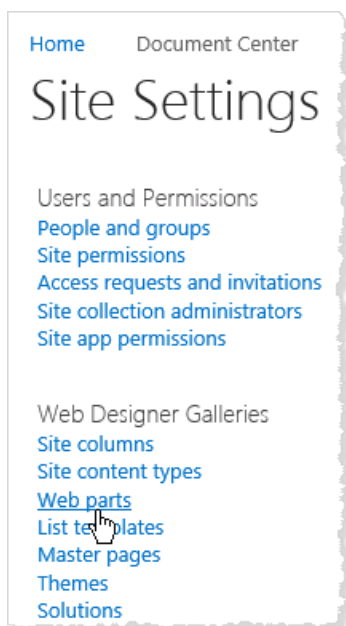 Home Document Center
Site Settings
Users and Permissions
People and groups
Site permissions
Access requests and invitations
Site collection administrators
Site app permissions
Web Designer Galleries
Site columns
Site content types
Web parts
List templates
Master pages
Themes
Solutions